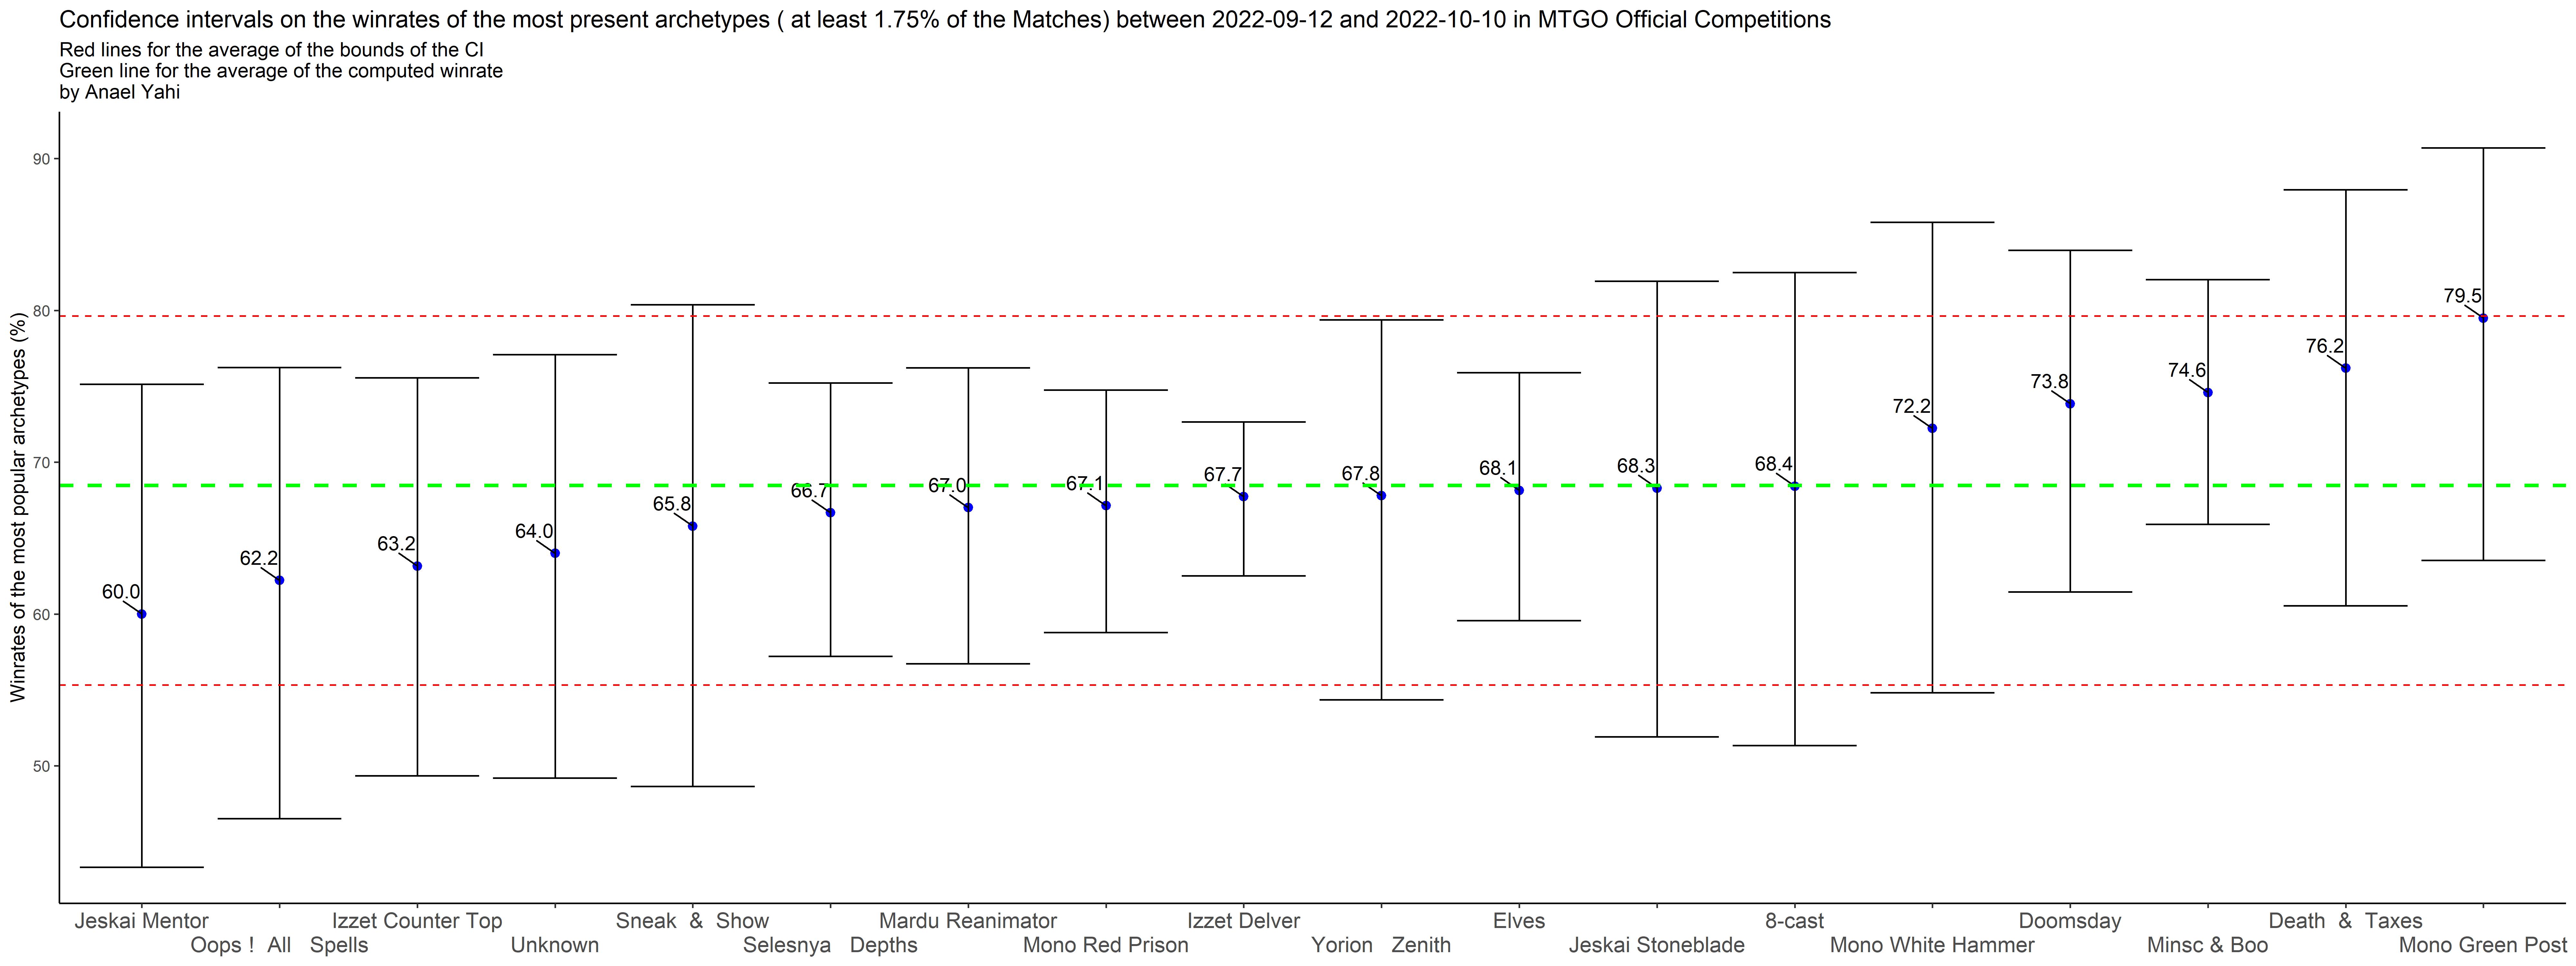 Confidence intervals on the winrates of the most present archetypes ( at least 1.75% of the Matches) between 2022-09-12 and 2022-10-10 in MTGO Official Competitions
Red lines for the average of the bounds of the CI
Green line for the average of the computed winrate
by Anael Yahi
Winrates of the most popular archetypes (%)
90
80
70
60
50
60.0
62.2
63.2
64.0
65.8
66.7
67.0
67.1
67.7
67.8
68.1
68.3
68.4
72.2
73.8
74.6
76.2
79.5
Jeskai Mentor
Oops ! All Spells
Izzet Counter Top
Unknown
Sneak & Show
Selesnya Depths
Mardu Reanimator
Mono Red Prison
Izzet Delver
Yorion Zenith
Elves
Jeskai Stoneblade
8-cast
Mono White Hammer
Doomsday
Minsc & Boo
Death & Taxes
Mono Green Post